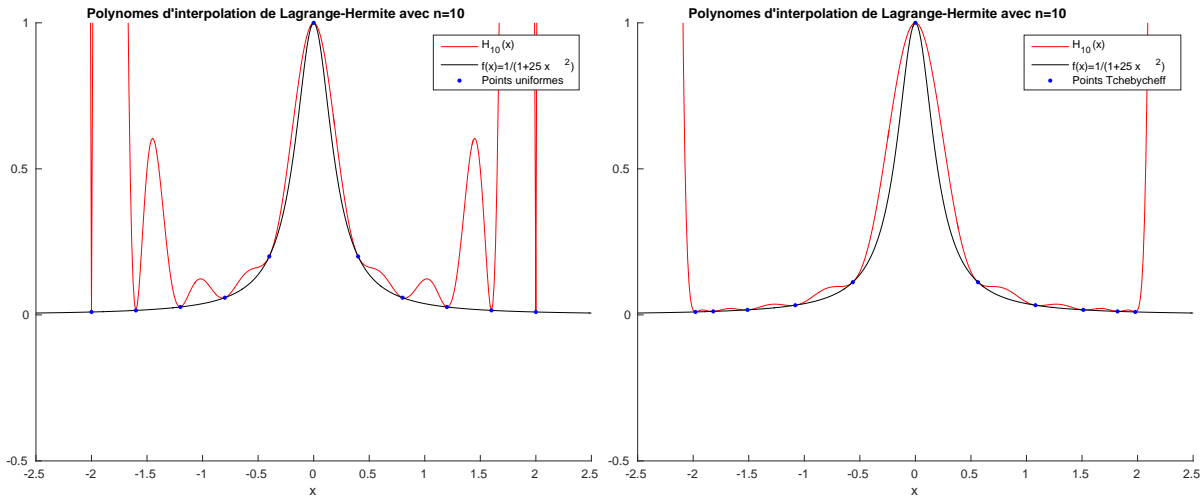 Polynomes d'interpolation de Lagrange-Hermite avec n=10
1
H10(x)
f(x)=1/(1+25 x 2)
Points uniformes
0.5
0
-0.5
-2.5 -2 -1.5 -1 -0.5 0 0.5 1 1.5 2 2.5
x
Polynomes d'interpolation de Lagrange-Hermite avec n=10
1
H10(x)
f(x)=1/(1+25 x 2)
Points Tchebycheff
0.5
0
-0.5
-2.5 -2 -1.5 -1 -0.5 0 0.5 1 1.5 2 2.5
x